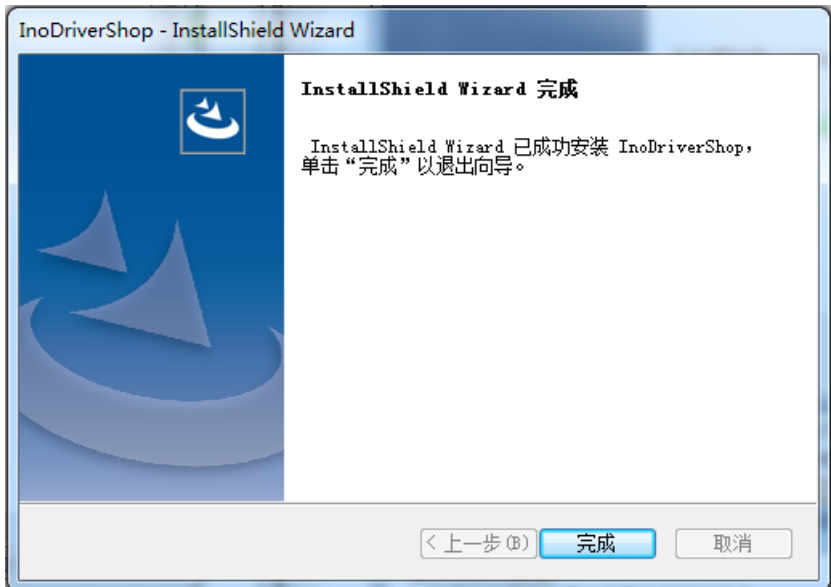 InoDriverShop - InstallShield Wizard
InstallShield Wizard 完成
InstallShield Wizard 已成功安装 InoDriverShop，
单击“完成”以退出向导。
< 上一步(B)
完成
取消